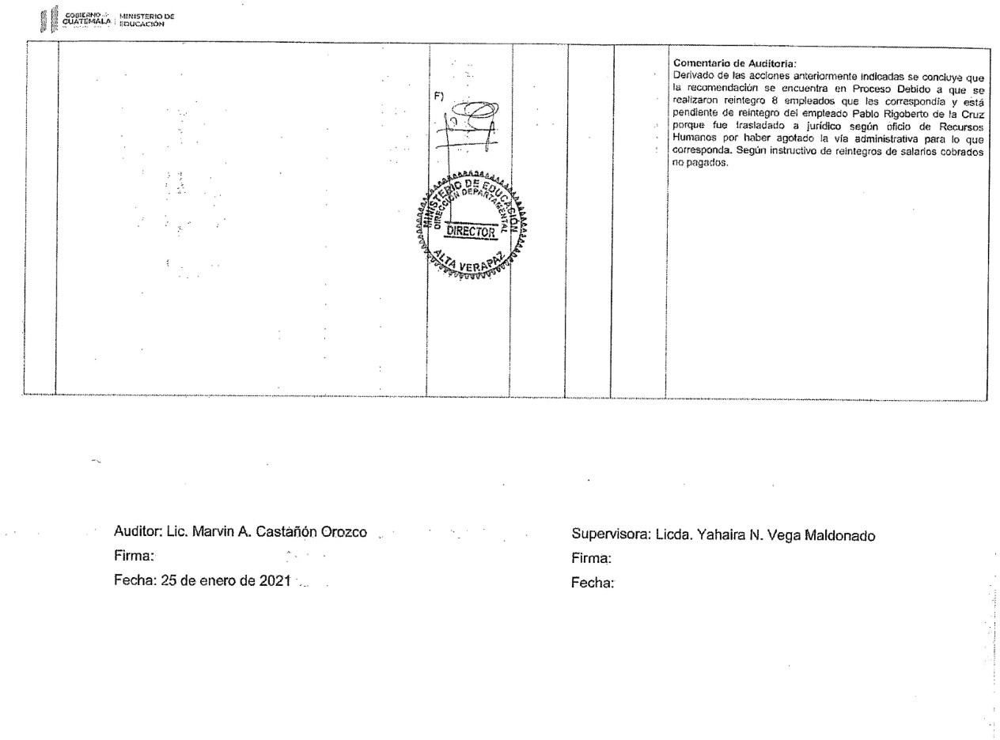 GOBIERNO DE
GUATEMALA
MINISTERIO DE
EDUCACIÓN
Comentario de Auditoria:
Derivado de las acciones anteriormente indicadas se concluye que
la recomendación se encuentra en Proceso Debido a que se
realizaron reintegro 8 empleados que les correspondía y está
pendiente de reintegro del empleado Pablo Rigoberto de la Cruz
porque fue trasladado a jurídico según oficio de Recursos
Humanos por haber agotado la vía administrativa para lo que
corresponda. Según instructivo de reintegros de salarios cobrados
no pagados.
F)
MINISTERIO DE EDUCACIÓN
DIRECCIÓN DEPARTAMENTAL
DIRECTOR
ALTA VERAPAZ
Auditor: Lic. Marvin A. Castañón Orozco
Firma:
Fecha: 25 de enero de 2021
Supervisora: Licda. Yahaira N. Vega Maldonado
Firma:
Fecha: